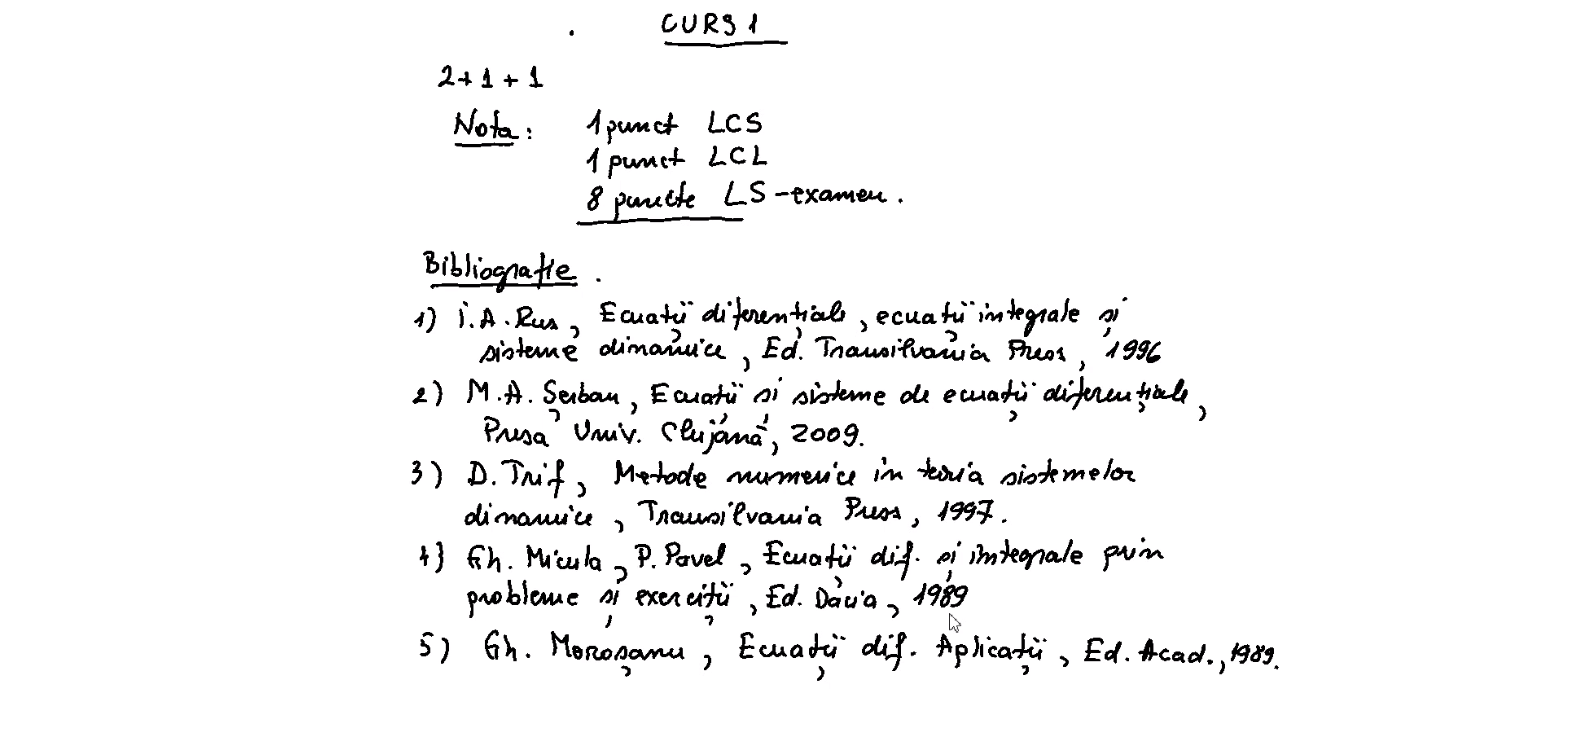 CURS 1
2+1+1
Nota: 1 punct LCS
1 punct LCL
8 puncte LS-examen.
Bibliografie.
1) I.A. Rus, Ecuații diferențiale, ecuații integrale și
sisteme dinamice, Ed. Transilvania Press, 1996
2) M.A. Șerban, Ecuații și sisteme de ecuații diferențiale,
Presa Univ. Clujană, 2009.
3) D. Trif, Metode numerice în teoria sistemelor
dinamice, Transilvania Press, 1997.
4) Gh. Micula, P. Pavel, Ecuații dif. și integrale prin
probleme și exerciții, Ed. Dacia, 1989
5) Gh. Moroșanu, Ecuații dif. Aplicații, Ed. Acad., 1989.